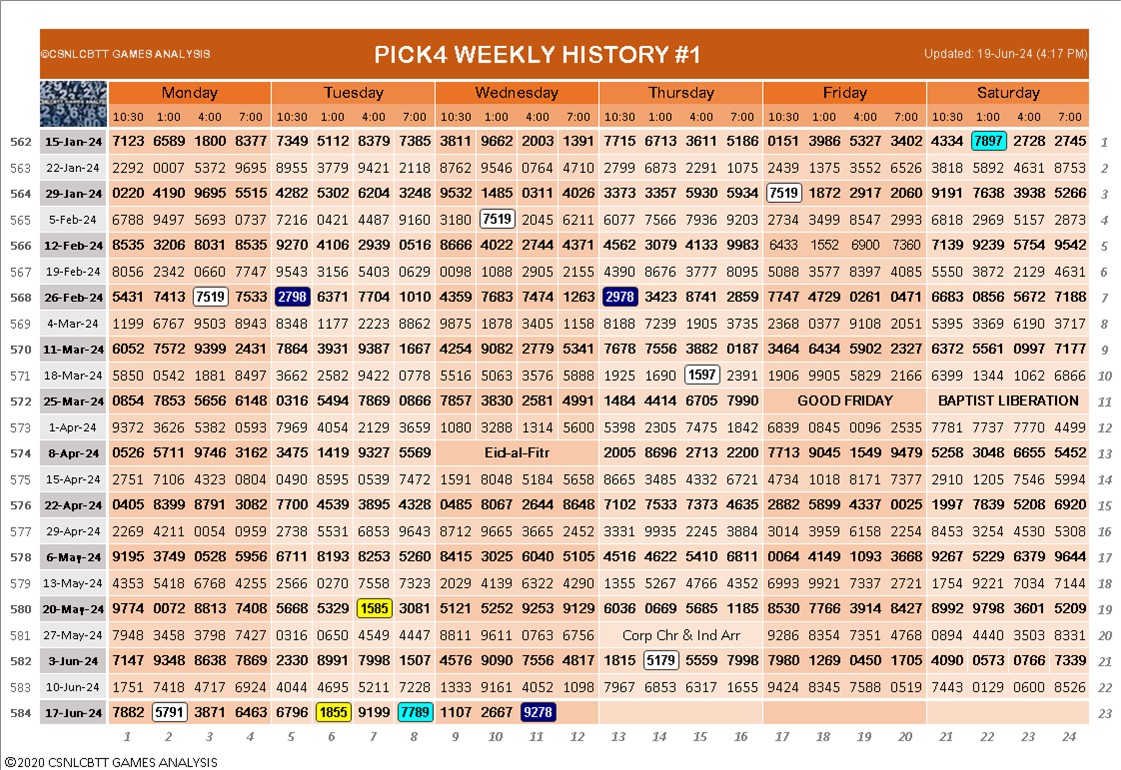 ©CSNLCBTT GAMES ANALYSIS PICK4 WEEKLY HISTORY #1 Updated: 19-Jun-24 (4:17 PM)
Monday Tuesday Wednesday Thursday Friday Saturday
10:30 1:00 4:00 7:00 10:30 1:00 4:00 7:00 10:30 1:00 4:00 12:00 10:30 1:00 4:00 7:00 10:30 1:00 4:00 7:00 10:30 1:00 4:00 7:00
562 15-Jan-24 7123 6589 1800 8377 7349 5112 8379 7385 3811 9662 2003 1391 7715 6713 3611 5186 0151 3986 5327 3402 4334 7897 2728 2745 1
563 22-Jan-24 2292 0007 5372 9695 8955 3779 9421 2118 8762 9546 0764 4710 2799 6873 2291 1075 2439 1375 3552 6526 3818 5892 4631 8753 2
564 29-Jan-24 0220 4190 9695 5515 4282 5302 6204 3248 9532 1485 0311 4026 3373 3357 5930 5934 7519 1872 2917 2060 9191 7638 3938 5266 3
565 5-Feb-24 6788 9497 5693 0737 7216 0421 4487 9160 3180 7519 2045 6211 6077 7566 7936 9203 2734 3499 8547 2993 6818 2969 5157 2873 4
566 12-Feb-24 8535 3206 8031 8535 9270 4106 2939 0516 8666 4022 2744 4371 4562 3079 4133 9983 6433 1552 6900 7360 7139 9239 5754 9542 5
567 19-Feb-24 8056 2342 0660 7747 9543 3156 5403 0629 0098 1088 2905 2155 4390 8676 3777 8095 5088 3577 8397 4085 5550 3872 2129 4631 6
568 26-Feb-24 5431 7413 7519 7533 2798 6371 7704 1010 4359 7683 7474 1263 2978 3423 8741 2859 7747 4729 0261 0471 6683 0856 5672 7188 7
569 4-Mar-24 1199 6767 9503 8943 8348 1177 2223 8862 9875 1878 3405 1158 8188 7239 1905 3735 2368 0377 9108 2051 5395 3369 6190 3717 8
570 11-Mar-24 6052 7572 9399 2431 7864 3931 9387 1667 4254 9082 2779 5341 7678 7556 3882 0187 3464 6434 5902 2327 6372 5561 0997 7177 9
571 18-Mar-24 5850 0542 1881 8497 3662 2582 9422 0778 5516 5063 3576 5888 1925 1690 1597 2391 1906 9905 5829 2166 6399 1344 1062 6866 10
572 25-Mar-24 0854 7853 5656 6148 0316 5494 7869 0866 7857 3830 2581 4991 1484 4414 6705 7990 GOOD FRIDAY BAPTIST LIBERATION 11
573 1-Apr-24 9372 3626 5382 0593 7969 4054 2129 3659 1080 3288 1314 5600 5398 2305 7475 1842 6839 0845 0096 2535 7781 7737 7770 4499 12
574 8-Apr-24 0526 5711 9746 3162 3475 1419 9327 5569 Eid-al-Fitr 2005 8696 2713 2200 7713 9045 1549 9479 5258 3048 6655 5452 13
575 15-Apr-24 2751 7106 4323 0804 0490 8595 0539 7472 1591 8048 5184 5658 8665 3485 4332 6721 4734 1018 8171 7377 2910 1205 7546 5994 14
576 22-Apr-24 0405 8399 8791 3082 7700 4539 3895 4328 0485 8067 2644 8648 7102 7533 7373 4635 2882 5899 4337 0025 1997 7839 5208 6920 15
577 29-Apr-24 2269 4211 0054 0959 2738 5531 6853 9643 8712 9665 3665 2452 3331 9935 2245 3884 3014 3959 6158 2254 8453 3254 4530 5308 16
578 6-May-24 9195 3749 0528 5956 6711 8193 8253 5260 8415 3025 6040 5105 4516 4622 5410 6811 0064 4149 1093 3668 9267 5229 6379 9644 17
579 13-May-24 4353 5418 6768 4255 2566 0270 7558 7323 2029 4139 6322 4290 1355 5267 4766 4352 6993 9921 7337 2721 1754 9221 7034 7144 18
580 20-May-24 9774 0072 8813 7408 5668 5329 1585 3081 5121 5252 9253 9129 6036 0669 5685 1185 8530 7766 3914 8427 8992 9798 3601 5209 19
581 27-May-24 7948 3458 3798 7427 0316 0650 4549 4447 8811 9611 0763 6756 Corp Chr & Ind Arr 9286 8354 7351 4768 0894 4440 3503 8331 20
582 3-Jun-24 7147 9348 8638 7869 2330 8991 7998 1507 4576 9090 7556 4817 1815 5179 5559 7998 7980 1269 0450 1705 4090 0573 0766 7339 21
583 10-Jun-24 1751 7418 4717 6924 4044 4695 5211 7228 1333 9161 4052 1098 7967 6853 6317 1655 9424 8345 7588 0519 7443 0129 0600 8526 22
584 17-Jun-24 7882 5791 3871 6463 6796 1855 9199 7789 1107 2667 9278 23
1 2 3 4 5 6 7 8 9 10 11 12 13 14 15 16 17 18 19 20 21 22 23 24
©2020 CSNLCBTT GAMES ANALYSIS